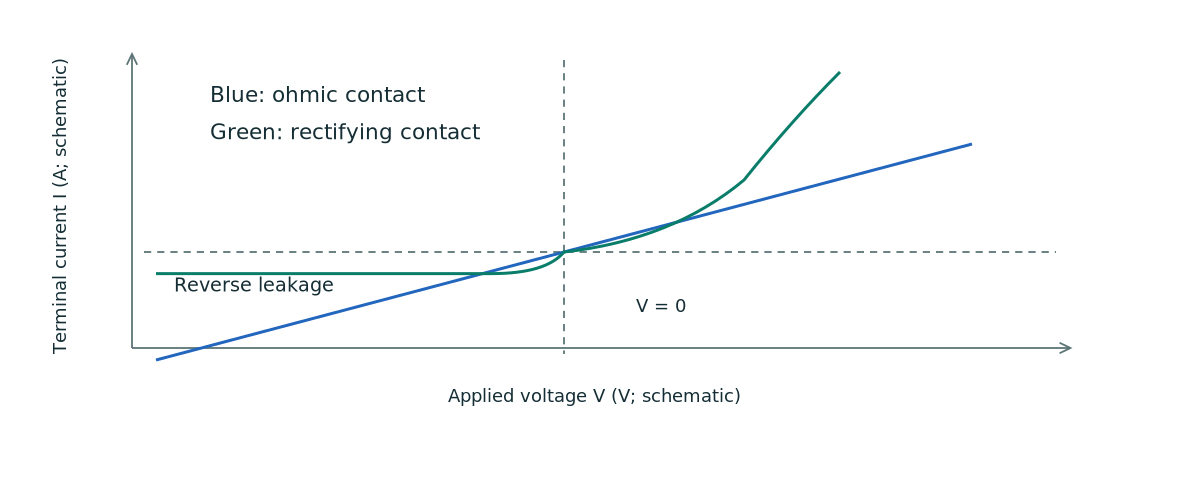 Terminal current I (A; schematic)
Blue: ohmic contact
Green: rectifying contact
Reverse leakage
V = 0
Applied voltage V (V; schematic)